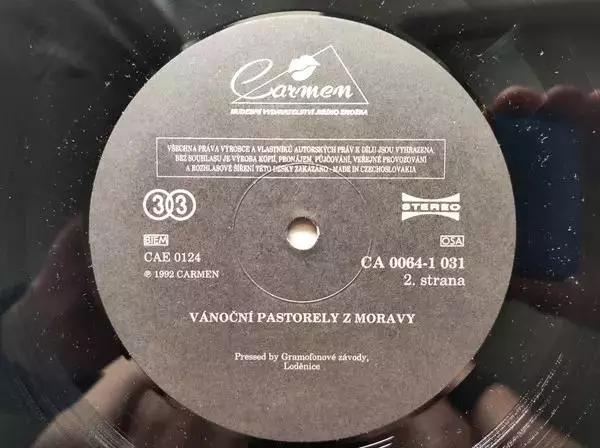 Carmen
HUDEBNÍ VYDAVATELSTVÍ JIŘÍHO ŠNOŽKA
VŠECHNA PRÁVA VÝROBCE A VLASTNÍKŮ AUTORSKÝCH PRÁV K DÍLU JSOU VYHRAZENA
BEZ SOUHLASU JE VÝROBA KOPIÍ, PRONÁJEM, PŮJČOVÁNÍ, VEŘEJNÉ PROVOZOVÁNÍ
A ROZHLASOVÉ ŠÍŘENÍ TÉTO DESKY ZAKÁZÁNO - MADE IN CZECHOSLOVAKIA
33
STEREO
BIEM
OSA
CAE 0124
CA 0064-1 031
℗ 1992 CARMEN
2. strana
VÁNOČNÍ PASTORELY Z MORAVY
Pressed by Gramofonové závody,
Loděnice